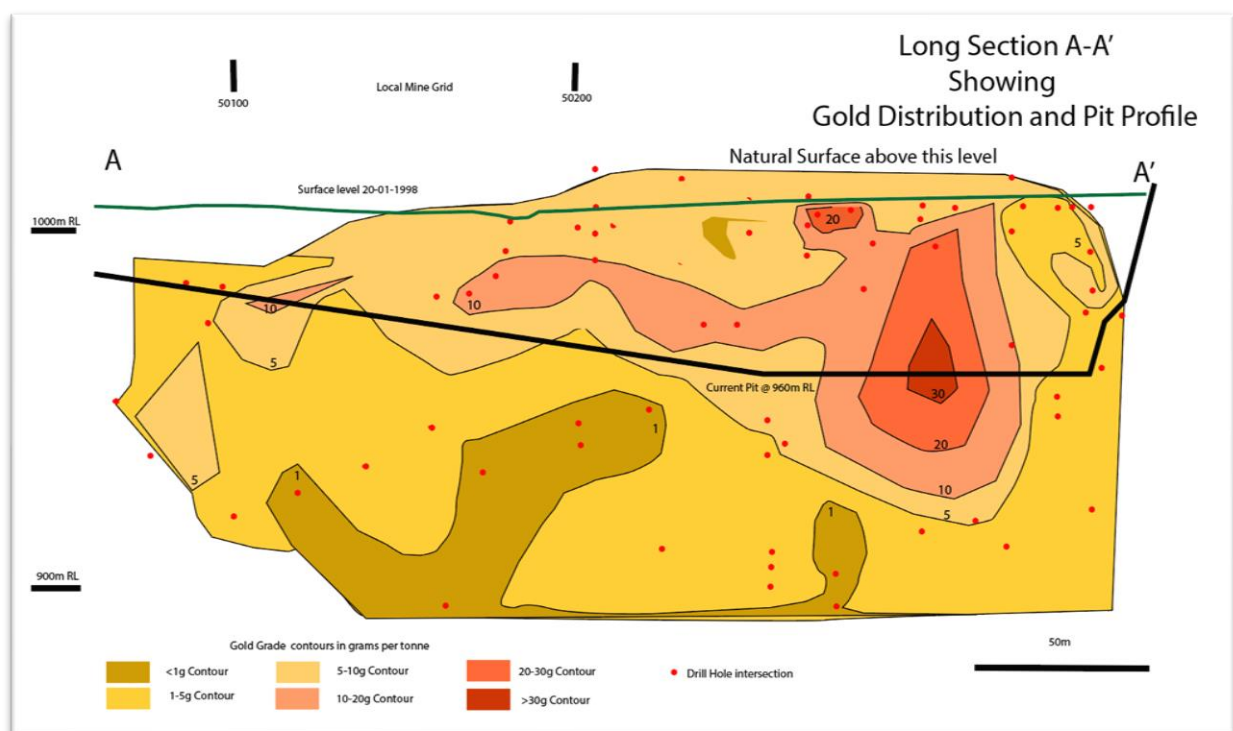 Long Section A-A'
Showing
Gold Distribution and Pit Profile
50100
Local Mine Grid
50200
A
Natural Surface above this level
A'
Surface level 20-01-1998
1000m RL
20
5
10
10
5
Current Pit @ 960m RL
30
1
20
5
1
10
1
5
900m RL
50m
Gold Grade contours in grams per tonne
<1g Contour
5-10g Contour
20-30g Contour
Drill Hole intersection
1-5g Contour
10-20g Contour
>30g Contour